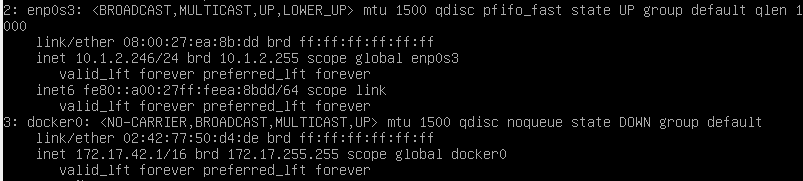 2: enp0s3: <BROADCAST,MULTICAST,UP,LOWER_UP> mtu 1500 qdisc pfifo_fast state UP group default qlen 1
000
    link/ether 08:00:27:ea:8b:dd brd ff:ff:ff:ff:ff:ff
    inet 10.1.2.246/24 brd 10.1.2.255 scope global enp0s3
       valid_lft forever preferred_lft forever
    inet6 fe80::a00:27ff:feea:8bdd/64 scope link
       valid_lft forever preferred_lft forever
3: docker0: <NO-CARRIER,BROADCAST,MULTICAST,UP> mtu 1500 qdisc noqueue state DOWN group default
    link/ether 02:42:77:50:d4:de brd ff:ff:ff:ff:ff:ff
    inet 172.17.42.1/16 brd 172.17.255.255 scope global docker0
       valid_lft forever preferred_lft forever